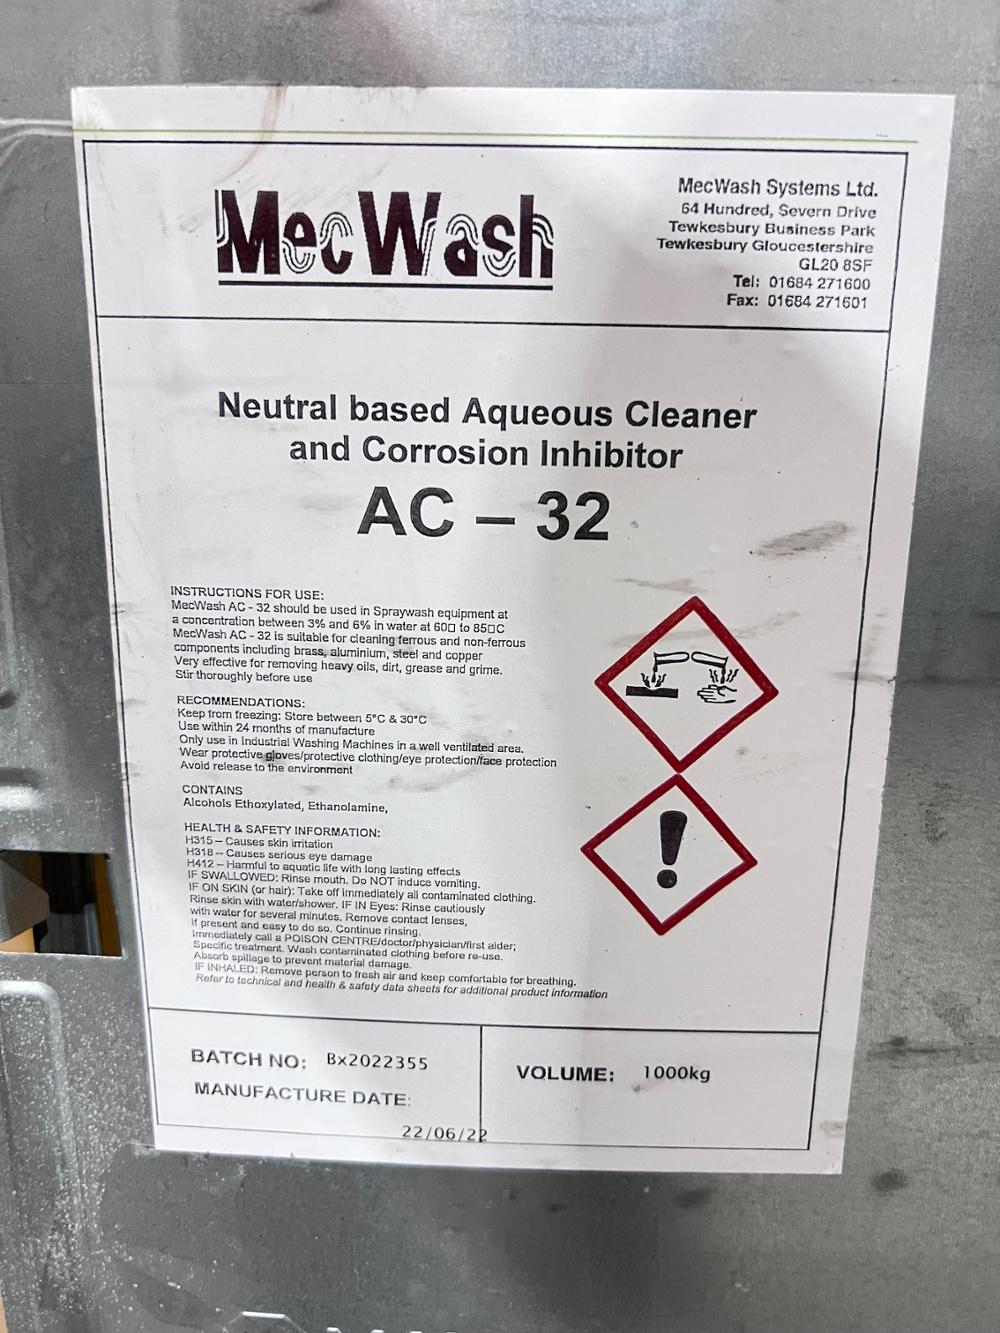 MecWash
MecWash Systems Ltd.
64 Hundred, Severn Drive
Tewkesbury Business Park
Tewkesbury Gloucestershire
GL20 8SF
Tel: 01684 271600
Fax: 01684 271601
Neutral based Aqueous Cleaner
and Corrosion Inhibitor
AC – 32
INSTRUCTIONS FOR USE:
MecWash AC - 32 should be used in Spraywash equipment at
a concentration between 3% and 6% in water at 60□ to 85□C
MecWash AC - 32 is suitable for cleaning ferrous and non-ferrous
components including brass, aluminium, steel and copper
Very effective for removing heavy oils, dirt, grease and grime.
Stir thoroughly before use
RECOMMENDATIONS:
Keep from freezing: Store between 5°C & 30°C
Use within 24 months of manufacture
Only use in Industrial Washing Machines in a well ventilated area.
Wear protective gloves/protective clothing/eye protection/face protection
Avoid release to the environment
CONTAINS
Alcohols Ethoxylated, Ethanolamine,
HEALTH & SAFETY INFORMATION:
H315 – Causes skin irritation
H318 – Causes serious eye damage
H412 – Harmful to aquatic life with long lasting effects
IF SWALLOWED: Rinse mouth. Do NOT induce vomiting.
IF ON SKIN (or hair): Take off immediately all contaminated clothing.
Rinse skin with water/shower. IF IN Eyes: Rinse cautiously
with water for several minutes. Remove contact lenses,
if present and easy to do so. Continue rinsing.
Immediately call a POISON CENTRE/doctor/physician/first aider;
Specific treatment. Wash contaminated clothing before re-use.
Absorb spillage to prevent material damage.
IF INHALED: Remove person to fresh air and keep comfortable for breathing.
Refer to technical and health & safety data sheets for additional product information
BATCH NO: Bx2022355
MANUFACTURE DATE:
22/06/22
VOLUME: 1000kg